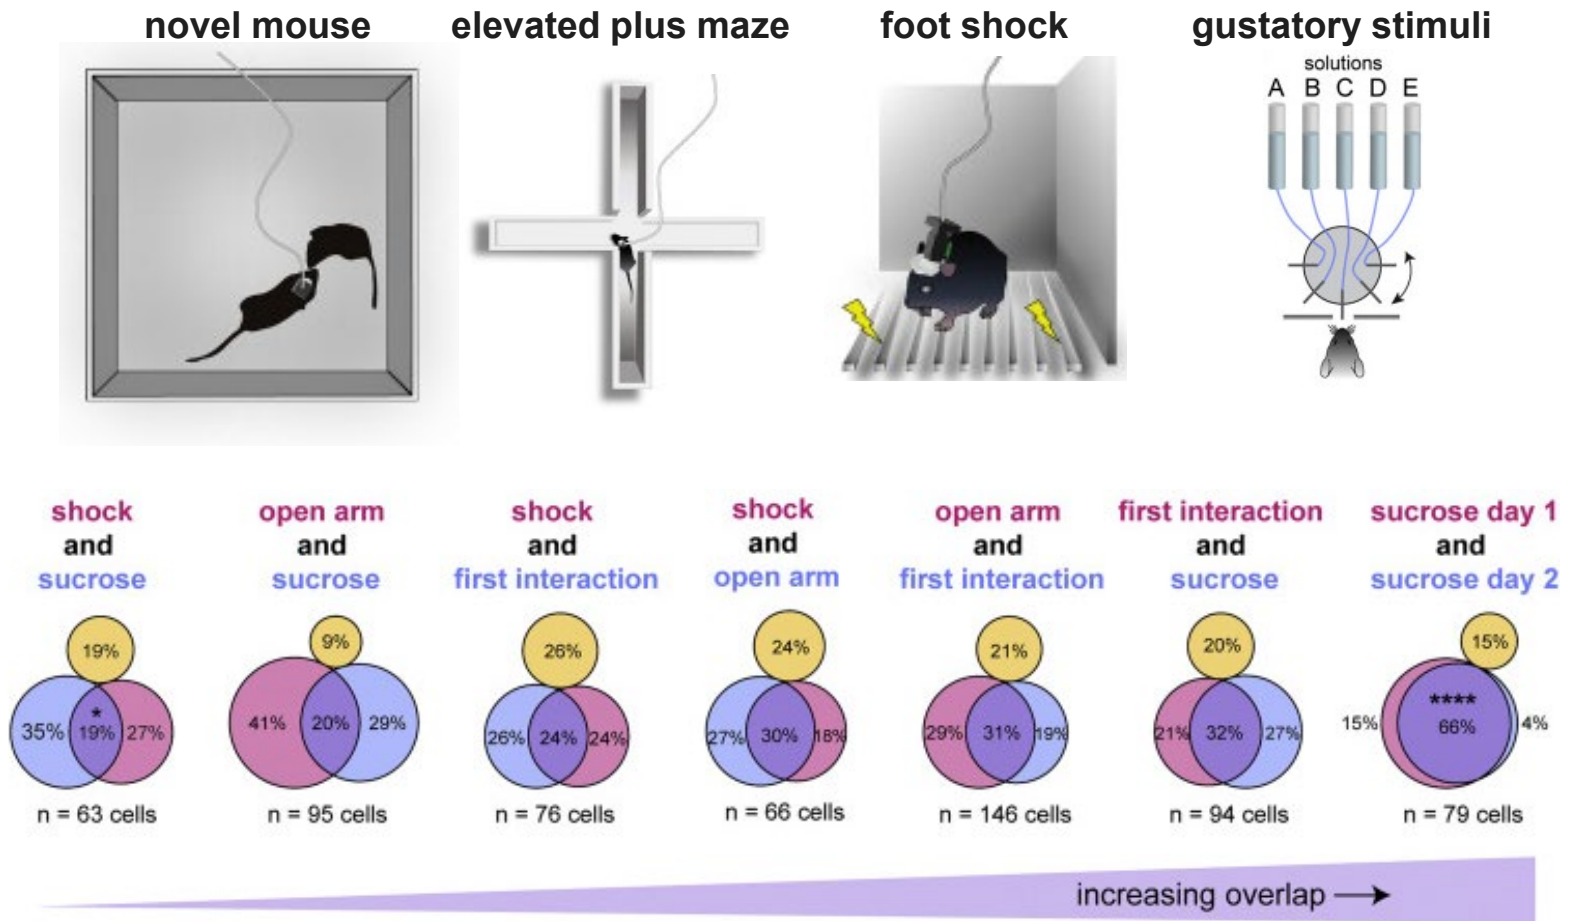 novel mouse
elevated plus maze
foot shock
gustatory stimuli
solutions
A B C D E
shock
and
sucrose
19%
35%
*
19%
27%
n = 63 cells
open arm
and
sucrose
9%
41%
20%
29%
n = 95 cells
shock
and
first interaction
26%
26%
24%
24%
n = 76 cells
shock
and
open arm
24%
27%
30%
18%
n = 66 cells
open arm
and
first interaction
21%
29%
31%
19%
n = 146 cells
first interaction
and
sucrose
20%
21%
32%
27%
n = 94 cells
sucrose day 1
and
sucrose day 2
15%
15%
****
66%
4%
n = 79 cells
increasing overlap